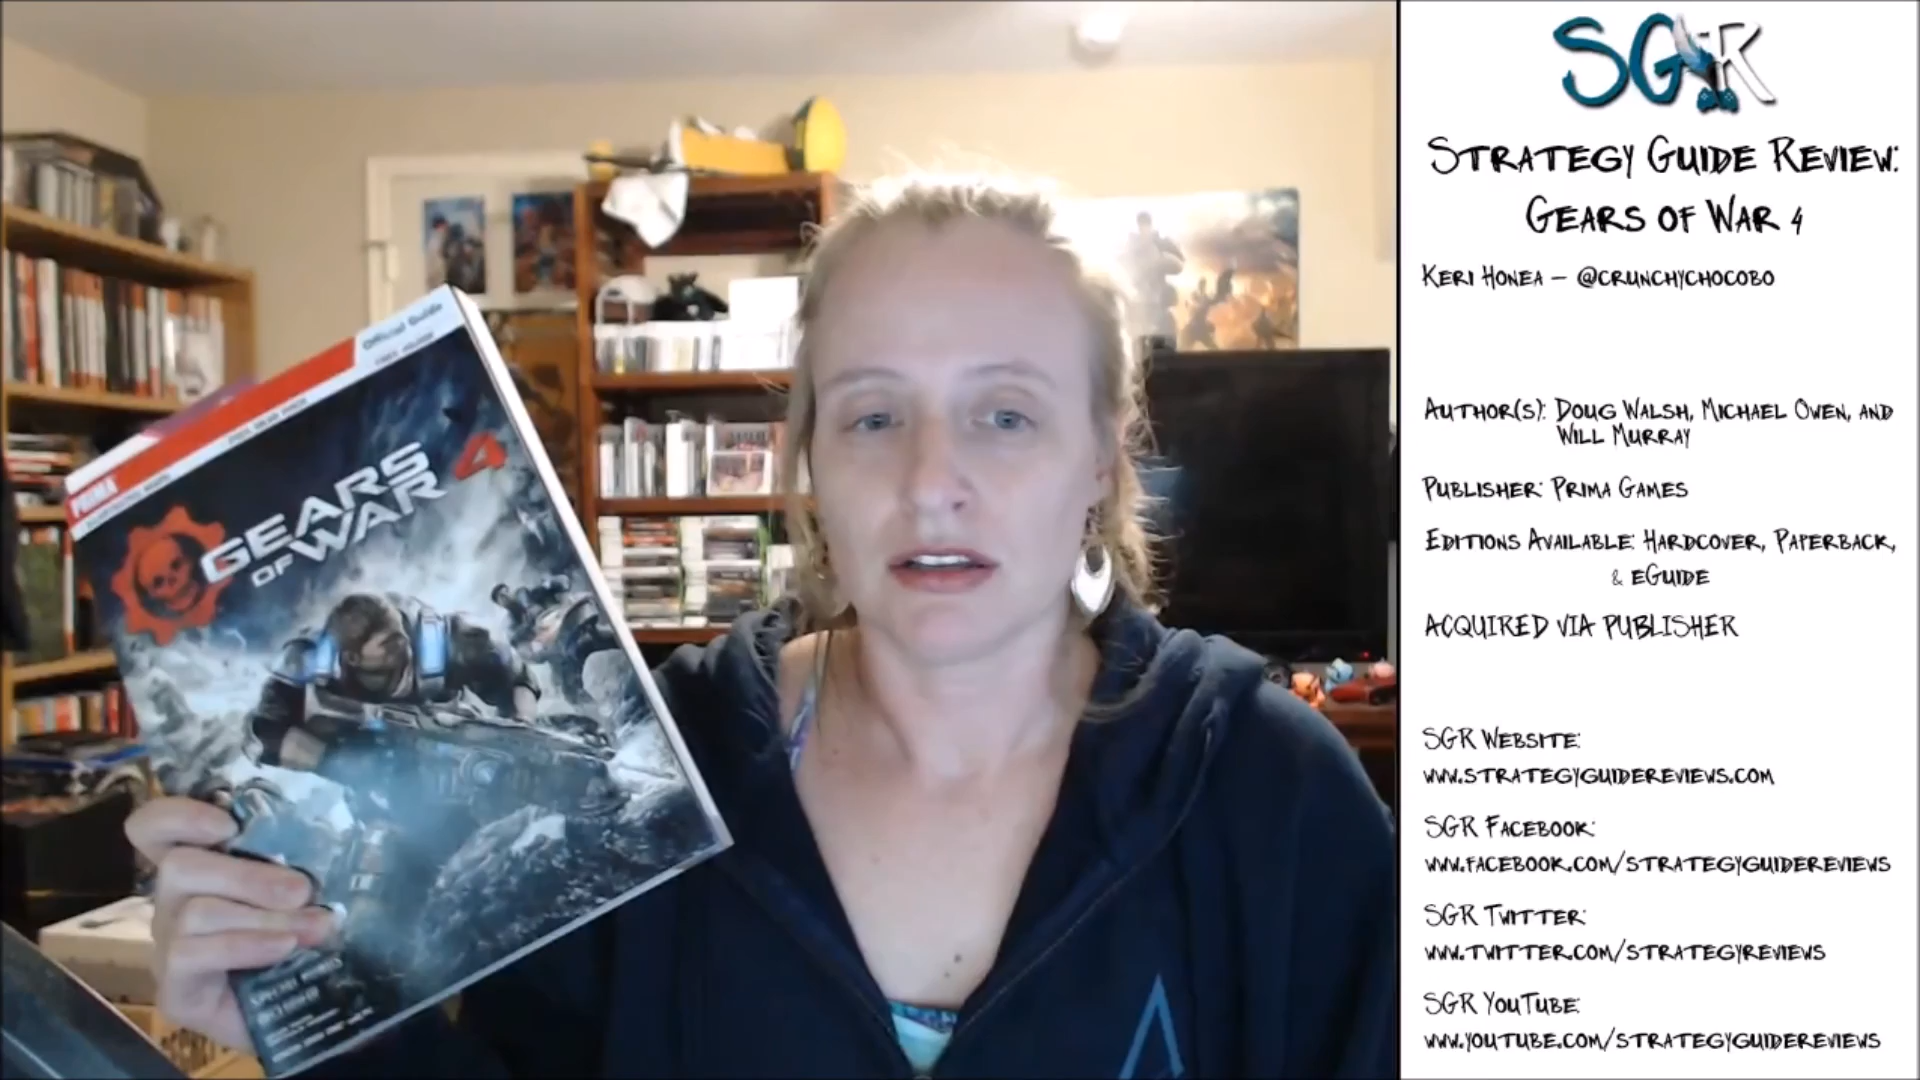 SGR
Strategy Guide Review:
Gears of War 4
Keri Honea – @crunchychocobo
Author(s): Doug Walsh, Michael Owen, and
Will Murray
Publisher: Prima Games
Editions Available: Hardcover, Paperback,
& eGuide
ACQUIRED VIA PUBLISHER
SGR Website:
www.strategyguidereviews.com
SGR Facebook:
www.facebook.com/strategyguidereviews
SGR Twitter:
www.twitter.com/strategyreviews
SGR YouTube:
www.youtube.com/strategyguidereviews
Official Guide
PRIMA
GEARS
OF WAR 4